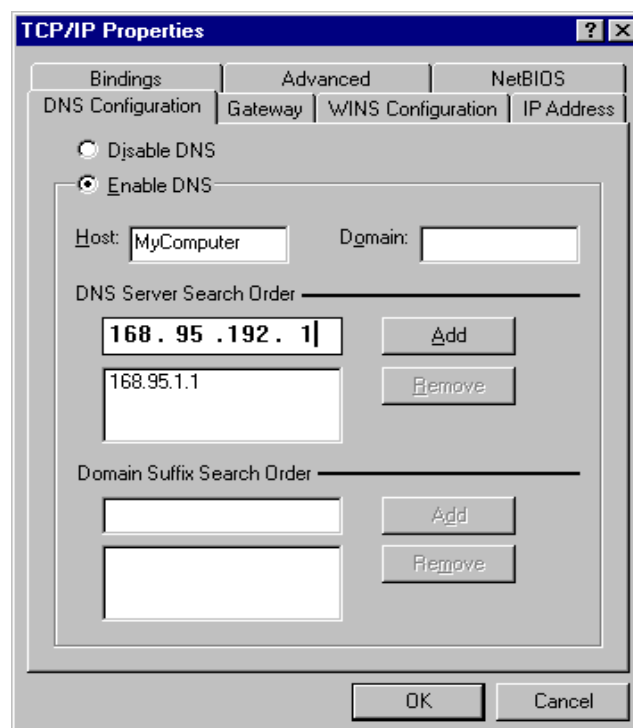 TCP/IP Properties
Bindings Advanced NetBIOS
DNS Configuration Gateway WINS Configuration IP Address
Disable DNS
Enable DNS
Host: MyComputer Domain:
DNS Server Search Order
168. 95 .192. 1 Add
168.95.1.1 Remove
Domain Suffix Search Order
Add
Remove
OK Cancel